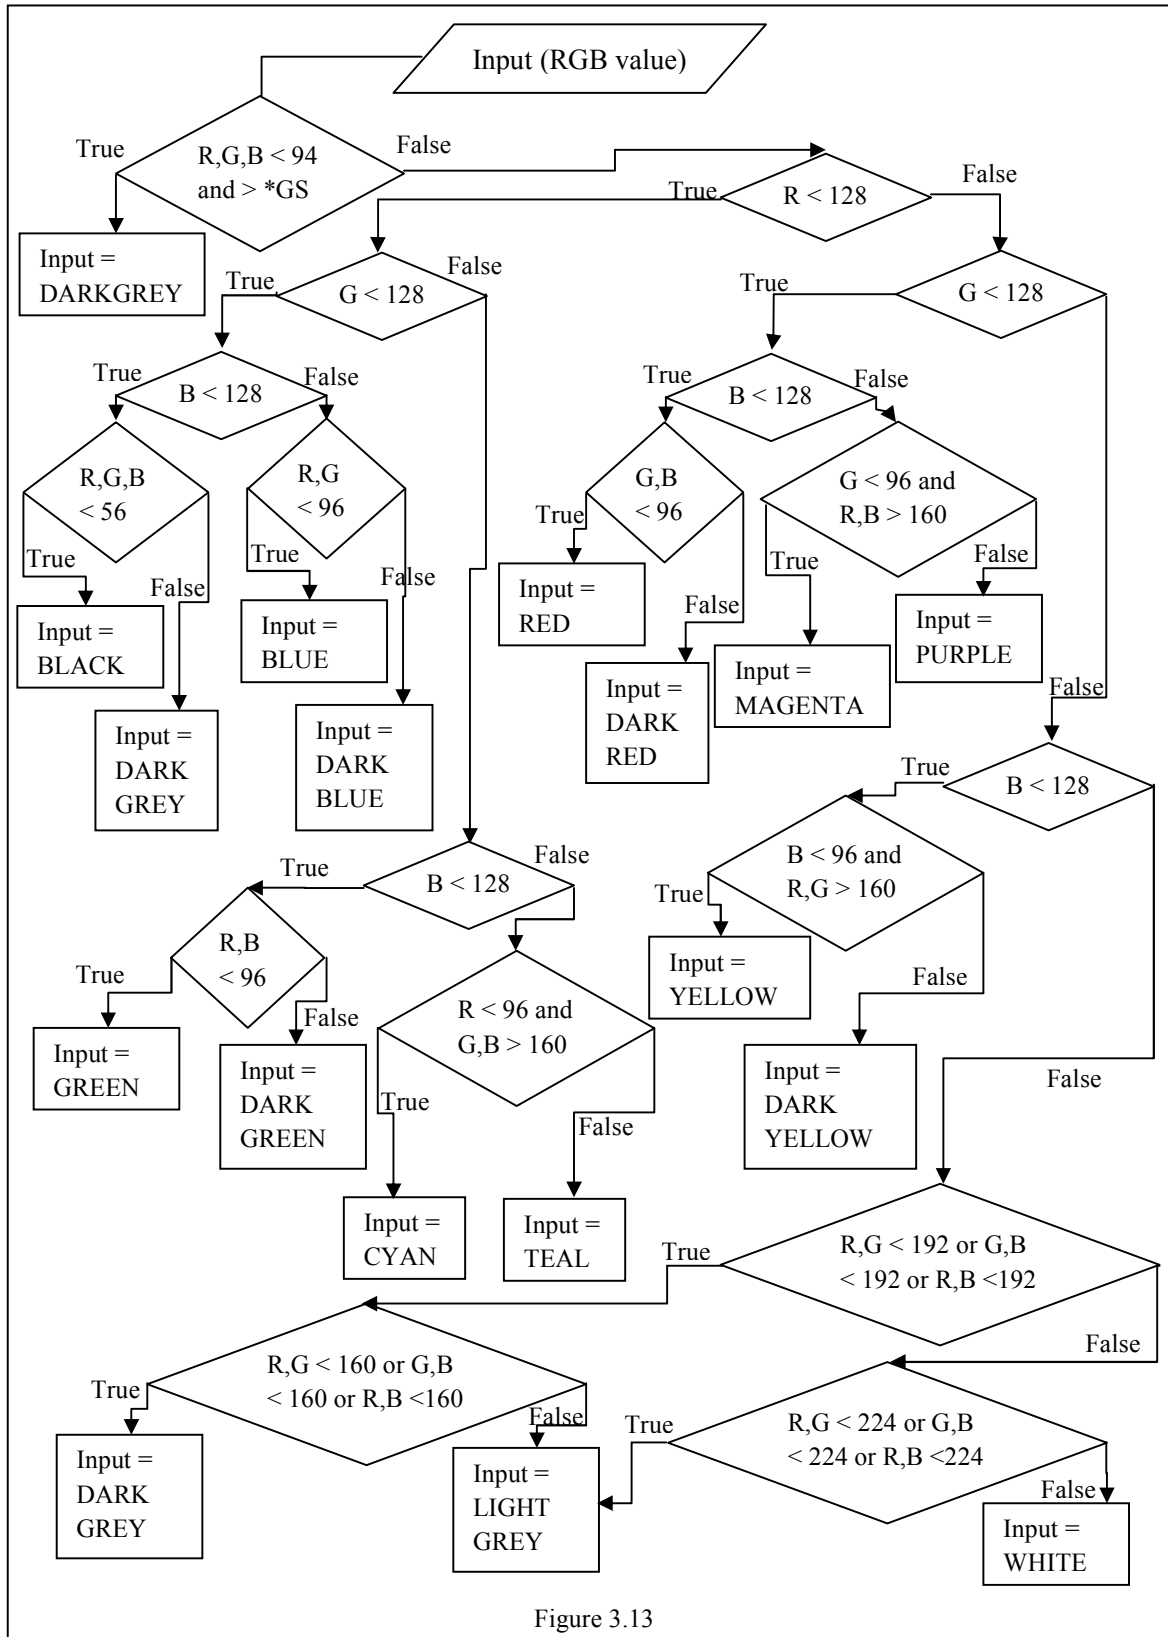 Input (RGB value)
True
R,G,B < 94
and > *GS
False
True
R < 128
False
Input =
DARKGREY
True
G < 128
False
True
G < 128
True
B < 128
False
True
B < 128
False
R,G,B
< 56
R,G
< 96
True
G,B
< 96
G < 96 and
R,B > 160
True
False
True
False
True
False
False
Input =
BLACK
Input =
BLUE
Input =
RED
Input =
PURPLE
Input =
DARK
GREY
Input =
DARK
BLUE
Input =
DARK
RED
Input =
MAGENTA
False
True
B < 128
True
B < 128
False
B < 96 and
R,G > 160
True
R,B
< 96
True
False
R < 96 and
G,B > 160
Input =
YELLOW
False
Input =
GREEN
Input =
DARK
GREEN
True
False
Input =
DARK
YELLOW
False
Input =
CYAN
Input =
TEAL
True
R,G < 192 or G,B
< 192 or R,B <192
False
True
R,G < 160 or G,B
< 160 or R,B <160
False
True
R,G < 224 or G,B
< 224 or R,B <224
False
Input =
DARK
GREY
Input =
LIGHT
GREY
Input =
WHITE
Figure 3.13